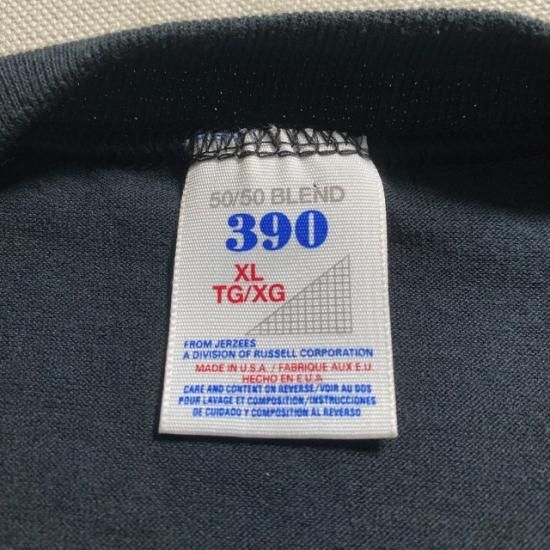 50/50 BLEND
390
XL
TG/XG
FROM JERZEES
A DIVISION OF RUSSELL CORPORATION
MADE IN U.S.A. / FABRIQUE AUX E.U.
HECHO EN E.U.A.
CARE AND CONTENT ON REVERSE/VOIR AU DOS
POUR LAVAGE ET COMPOSITION/INSTRUCCIONES
DE CUIDADO Y COMPOSITION AL REVERSO